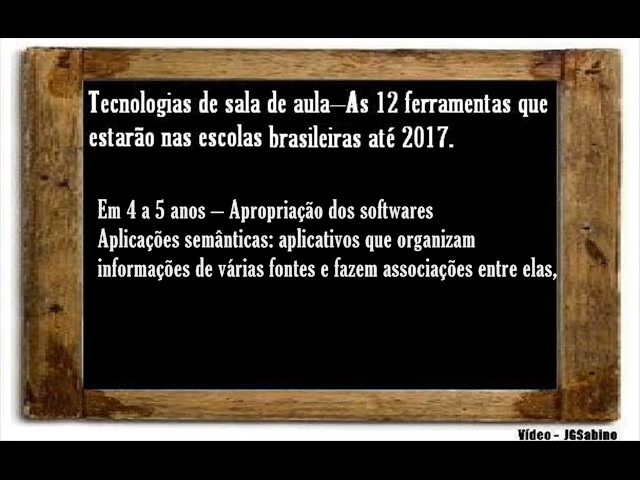 Tecnologias de sala de aula–As 12 ferramentas que
estarão nas escolas brasileiras até 2017.
Em 4 a 5 anos – Apropriação dos softwares
Aplicações semânticas: aplicativos que organizam
informações de várias fontes e fazem associações entre elas,
Vídeo - JGSabino